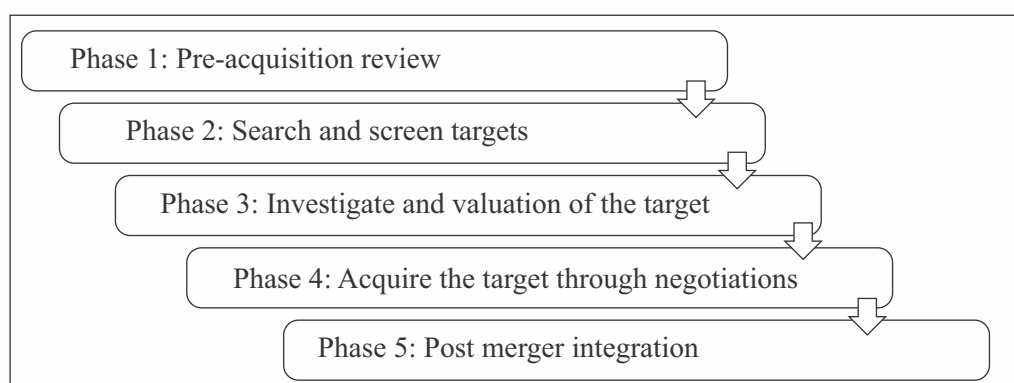 Phase 1: Pre-acquisition review
Phase 2: Search and screen targets
Phase 3: Investigate and valuation of the target
Phase 4: Acquire the target through negotiations
Phase 5: Post merger integration